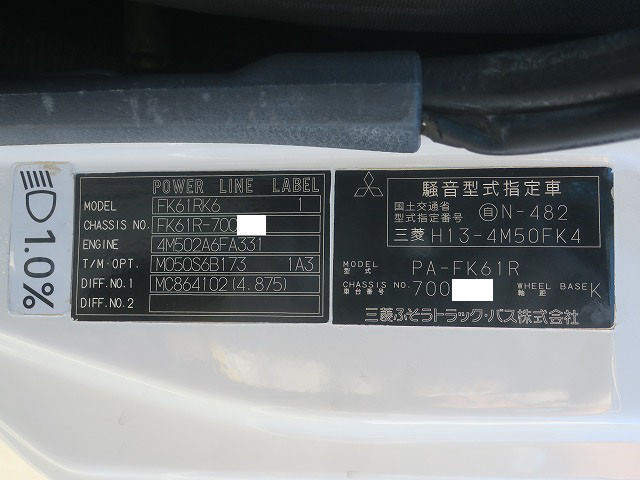 1.0%
POWER LINE LABEL
MODEL FK61RK6 1
CHASSIS NO. FK61R-700
ENGINE 4M502A6FA331
T/M・OPT. M050S6B173 1A3
DIFF.NO.1 MC864102(4.875)
DIFF.NO.2
騒音型式指定車
国土交通省
型式指定番号 自N-482
三菱 H13-4M50FK4
MODEL 型式 PA-FK61R
CHASSIS NO. 車台番号 700 WHEEL BASE 軸距 K
三菱ふそうトラック・バス株式会社